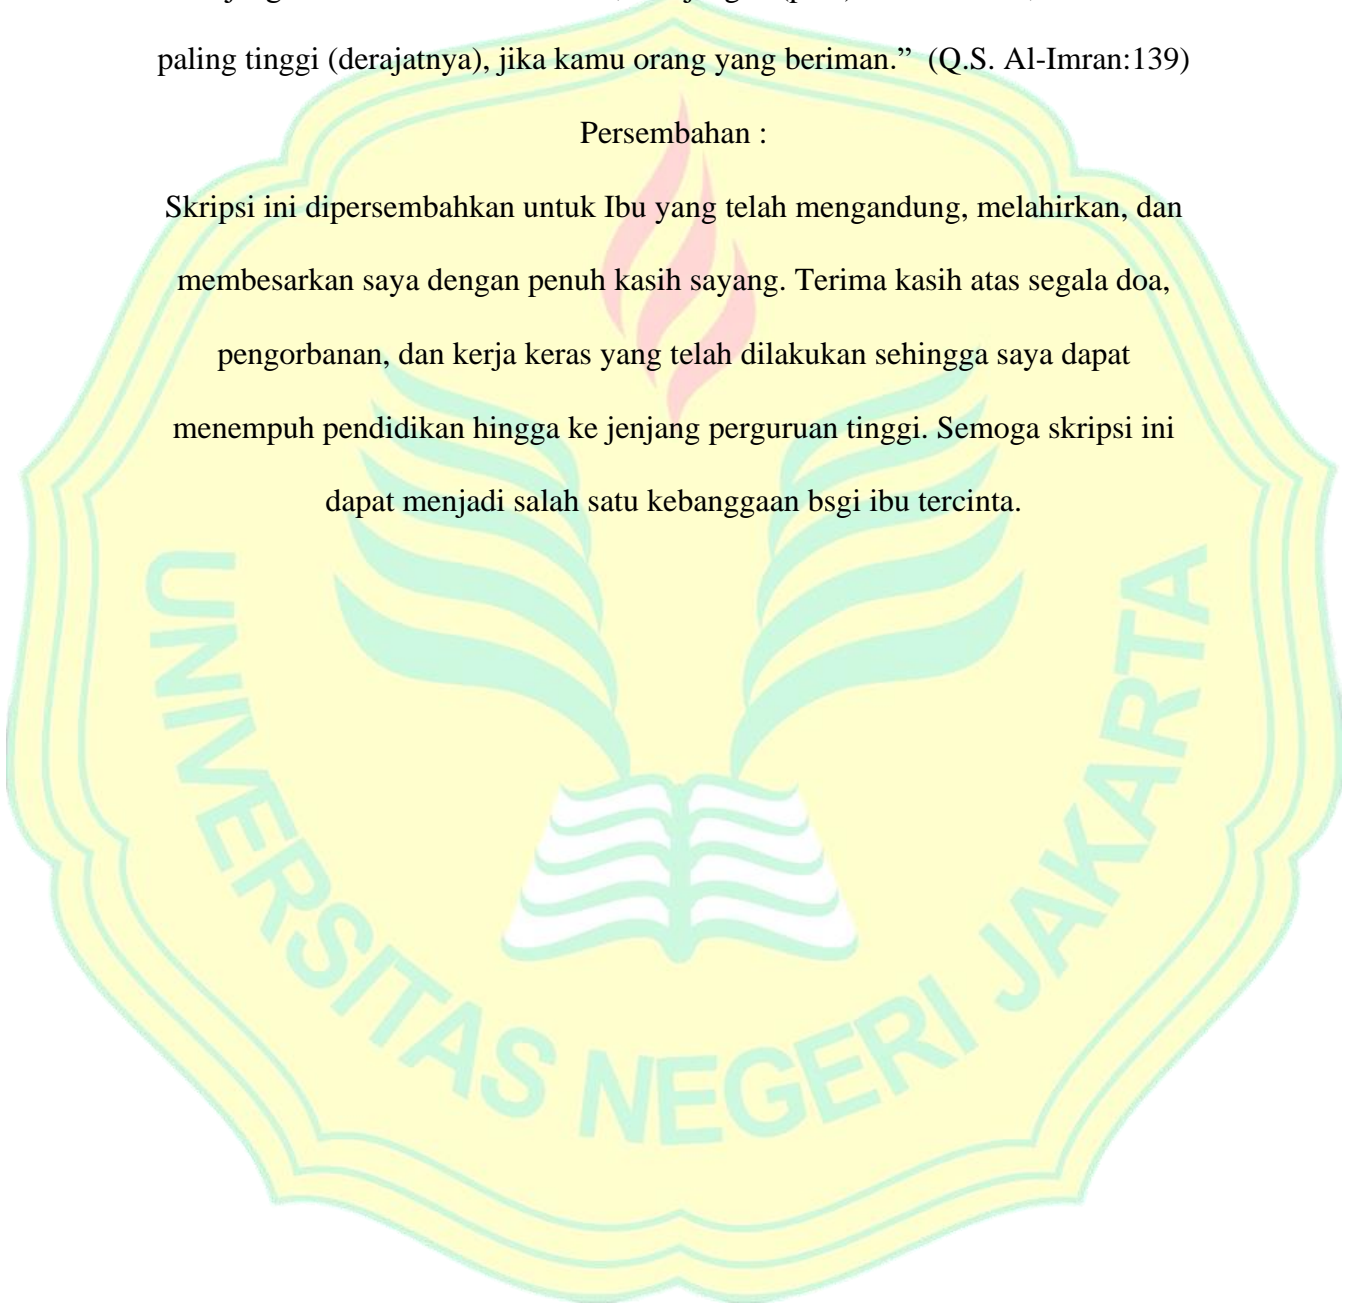 paling tinggi (derajatnya), jika kamu orang yang beriman.” (Q.S. Al-Imran:139)
Persembahan :
Skripsi ini dipersembahkan untuk Ibu yang telah mengandung, melahirkan, dan
membesarkan saya dengan penuh kasih sayang. Terima kasih atas segala doa,
pengorbanan, dan kerja keras yang telah dilakukan sehingga saya dapat
menempuh pendidikan hingga ke jenjang perguruan tinggi. Semoga skripsi ini
dapat menjadi salah satu kebanggaan bsgi ibu tercinta.
UNIVERSITAS NEGERI JAKARTA